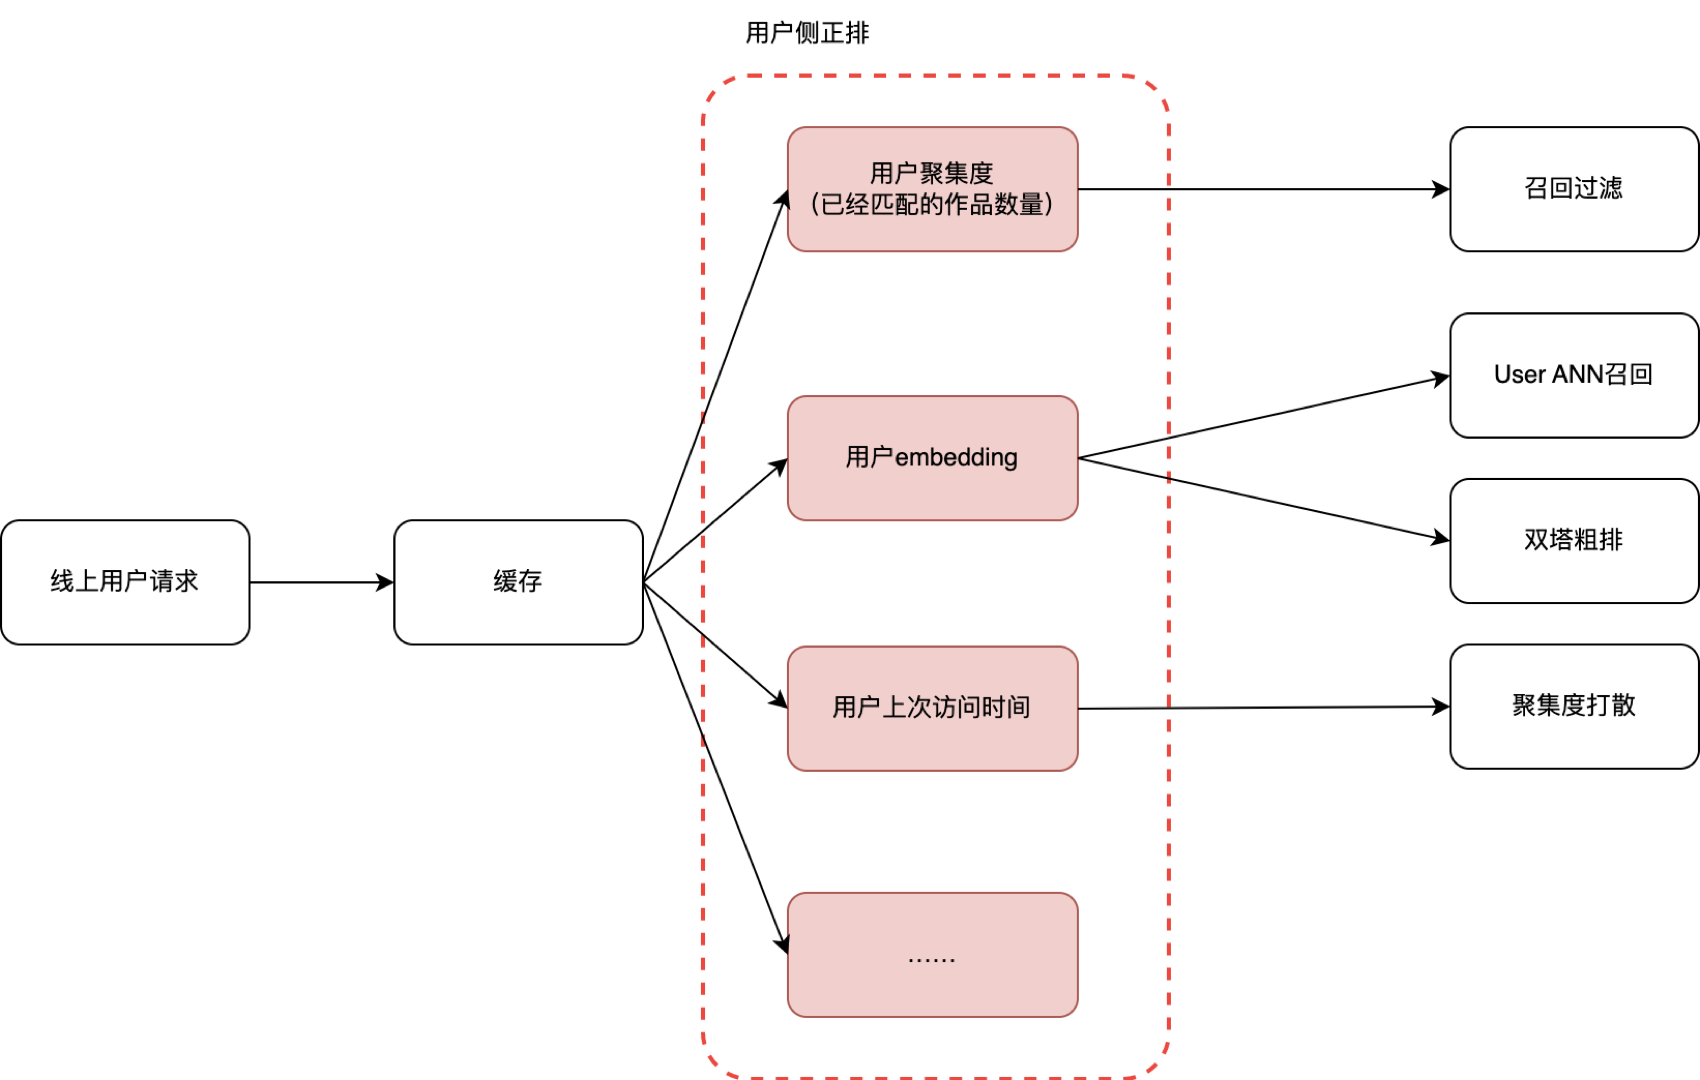 用户侧正排
用户聚集度
(已经匹配的作品数量)
召回过滤
User ANN召回
用户embedding
双塔粗排
线上用户请求
缓存
用户上次访问时间
聚集度打散
......